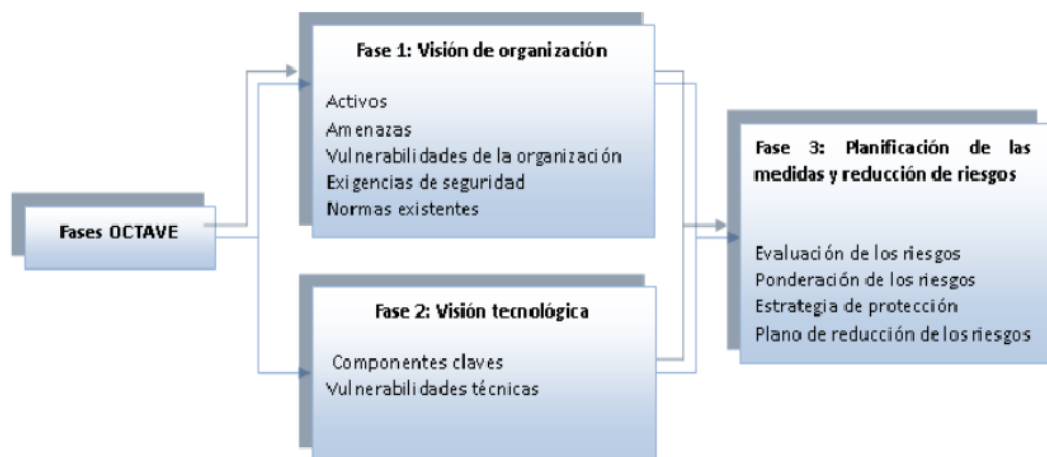 Fase 1: Visión de organización
Activos
Amenazas
Vulnerabilidades de la organización
Exigencias de seguridad
Normas existentes
Fases OCTAVE
Fase 2: Visión tecnológica
Componentes claves
Vulnerabilidades técnicas
Fase 3: Planificación de las
medidas y reducción de riesgos
Evaluación de los riesgos
Ponderación de los riesgos
Estrategia de protección
Plano de reducción de los riesgos